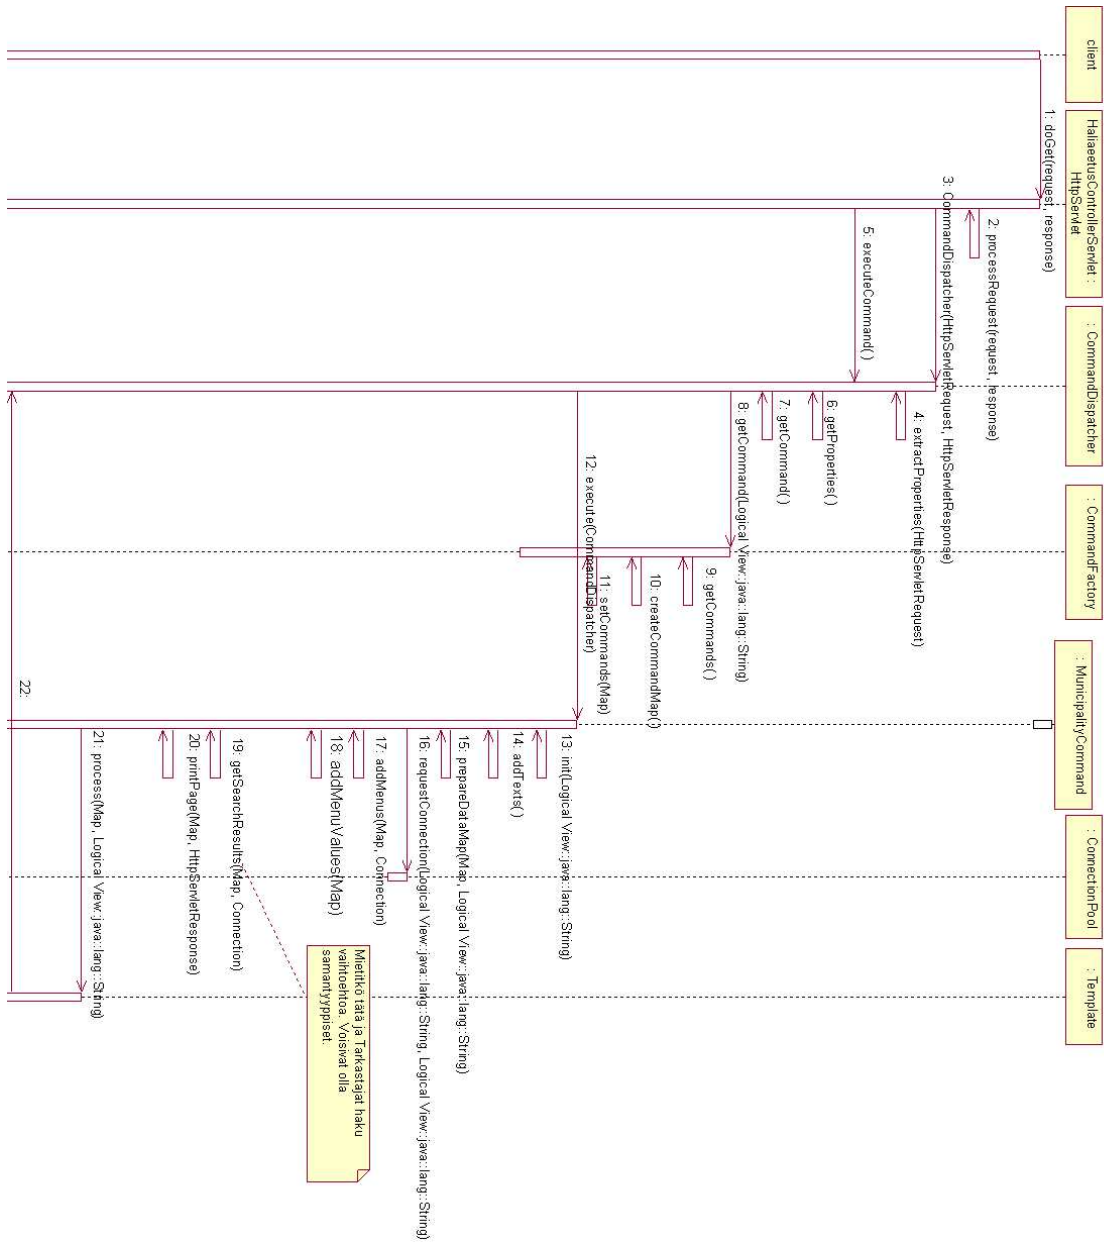 client
HaliaeetusControllerServlet :
HttpServlet
: CommandDispatcher
: CommandFactory
: MunicipalityCommand
: ConnectionPool
: Template
1: doGet(request, response)
2: processRequest(request, response)
3: CommandDispatcher(HttpServletRequest, HttpServletResponse)
4: extractProperties(HttpServletRequest)
5: executeCommand( )
6: getProperties( )
7: getCommand( )
8: getCommand(Logical View::java::lang::String)
9: getCommands( )
10: createCommandMap( )
11: setCommands(Map)
12: execute(CommandDispatcher)
13: init(Logical View::java::lang::String)
14: addTexts( )
15: prepareDataMap(Map, Logical View::java::lang::String)
16: requestConnection(Logical View::java::lang::String, Logical View::java::lang::String)
17: addMenus(Map, Connection)
18: addMenuValues(Map)
Mietitkö tätä ja Tarkastajat haku
vaihtoehtoa. Voisivat olla
samantyyppiset.
19: getSearchResults(Map, Connection)
20: printPage(Map, HttpServletResponse)
21: process(Map, Logical View::java::lang::String)
22: